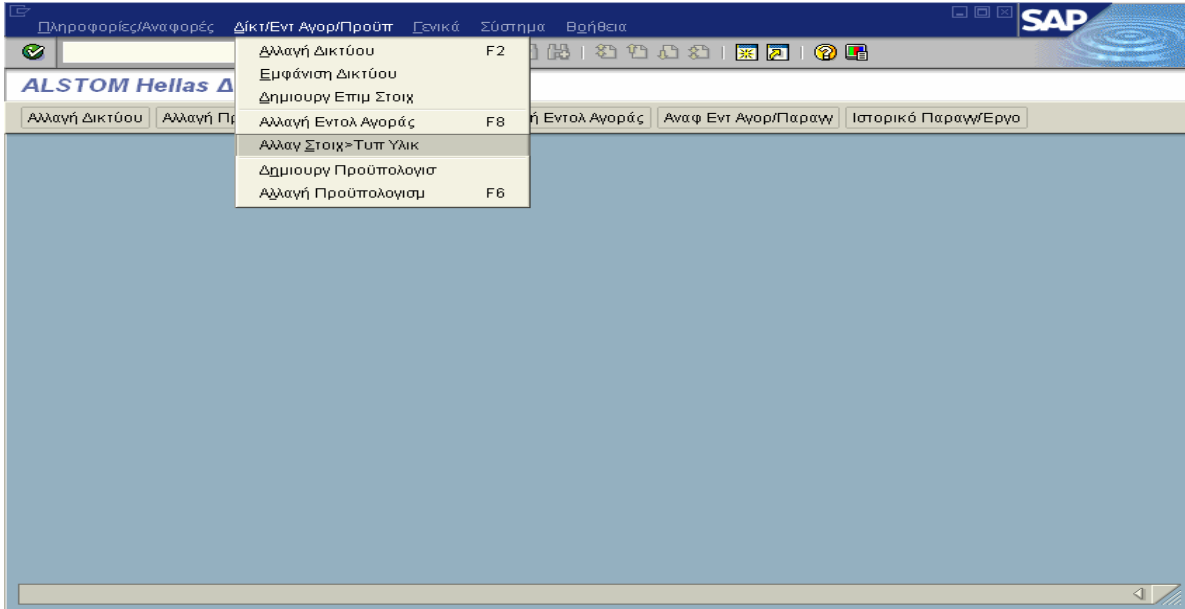 Πληροφορίες/Αναφορές Δίκτ/Εντ Αγορ/Προϋπ Γενικά Σύστημα Βοήθεια
SAP
Αλλαγή Δικτύου F2
Εμφάνιση Δικτύου
Δημιουργ Επιμ Στοιχ
Αλλαγή Εντολ Αγοράς F8
Αλλαγ Στοιχ>Τυπ Υλικ
Δημιουργ Προϋπολογισ
Αλλαγή Προϋπολογισμ F6
ALSTOM Hellas Δ
Αλλαγή Δικτύου Αλλαγή Πρ ή Εντολ Αγοράς Αναφ Εντ Αγορ/Παραγγ Ιστορικό Παραγγ/Εργο